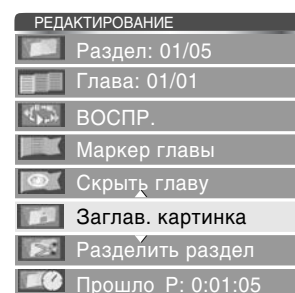 РЕДАКТИРОВАНИЕ
Раздел: 01/05
Глава: 01/01
ВОСПР.
Маркер главы
Скрыть главу
Заглав. картинка
Разделить раздел
Прошло Р: 0:01:05